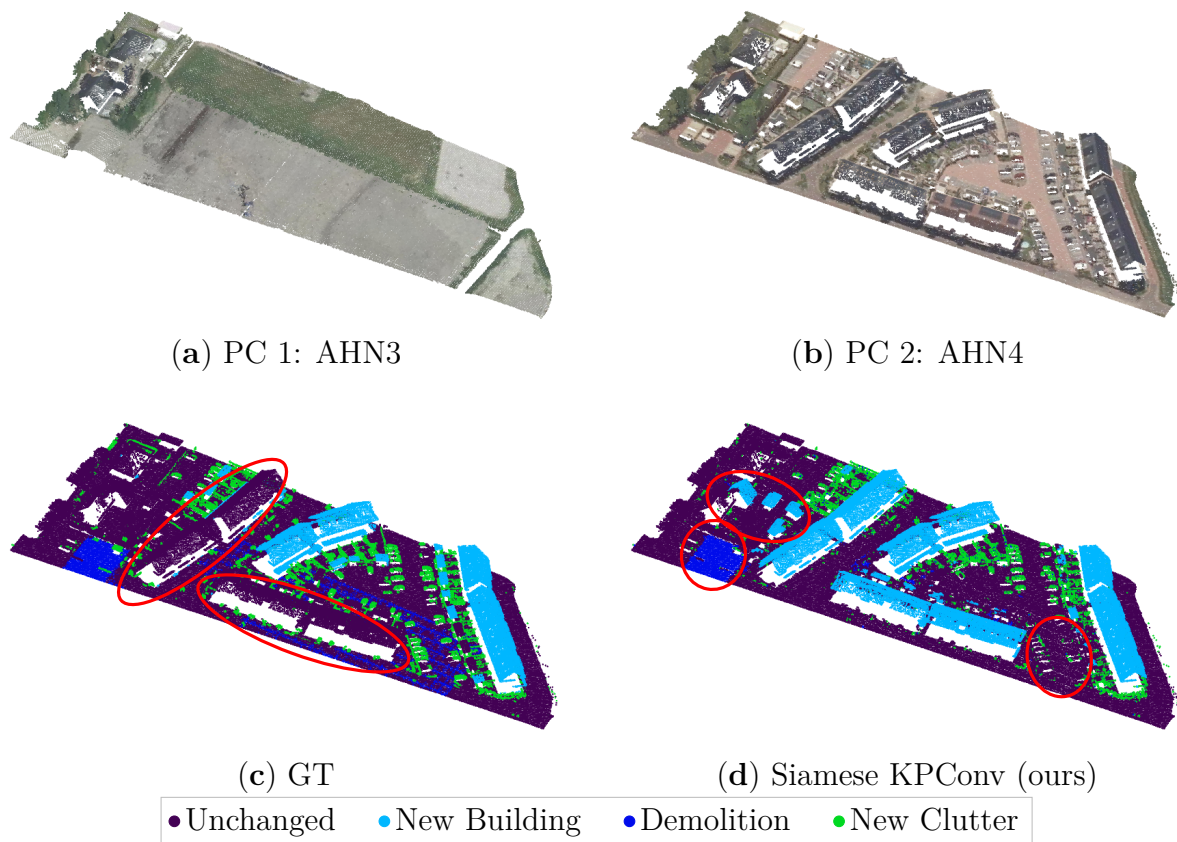 (a) PC 1: AHN3
(b) PC 2: AHN4
(c) GT
(d) Siamese KPConv (ours)
Unchanged New Building Demolition New Clutter